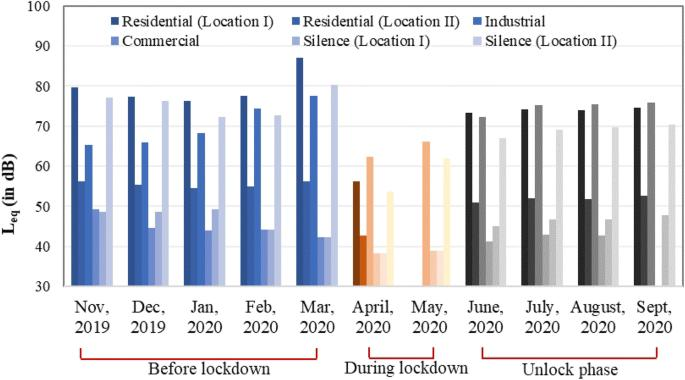 100
90
80
70
60
50
40
30
L_eq (in dB)
Residential (Location I) Residential (Location II) Industrial
Commercial Silence (Location I) Silence (Location II)
Nov, Dec, Jan, Feb, Mar, April, May, June, July, August, Sept,
2019 2019 2020 2020 2020 2020 2020 2020 2020 2020 2020
Before lockdown During lockdown Unlock phase